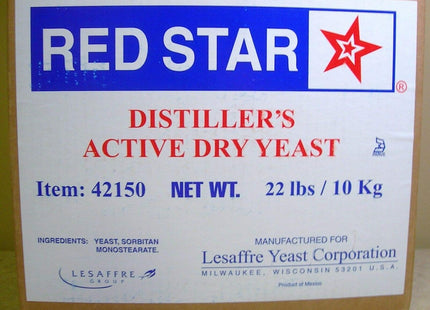 RED STAR
®
DISTILLER'S
ACTIVE DRY YEAST
Item: 42150 NET WT. 22 lbs / 10 Kg
INGREDIENTS: YEAST, SORBITAN
MONOSTEARATE.
LESAFFRE
GROUP
MANUFACTURED FOR
Lesaffre Yeast Corporation
MILWAUKEE, WISCONSIN 53201 U.S.A.
Product of Mexico